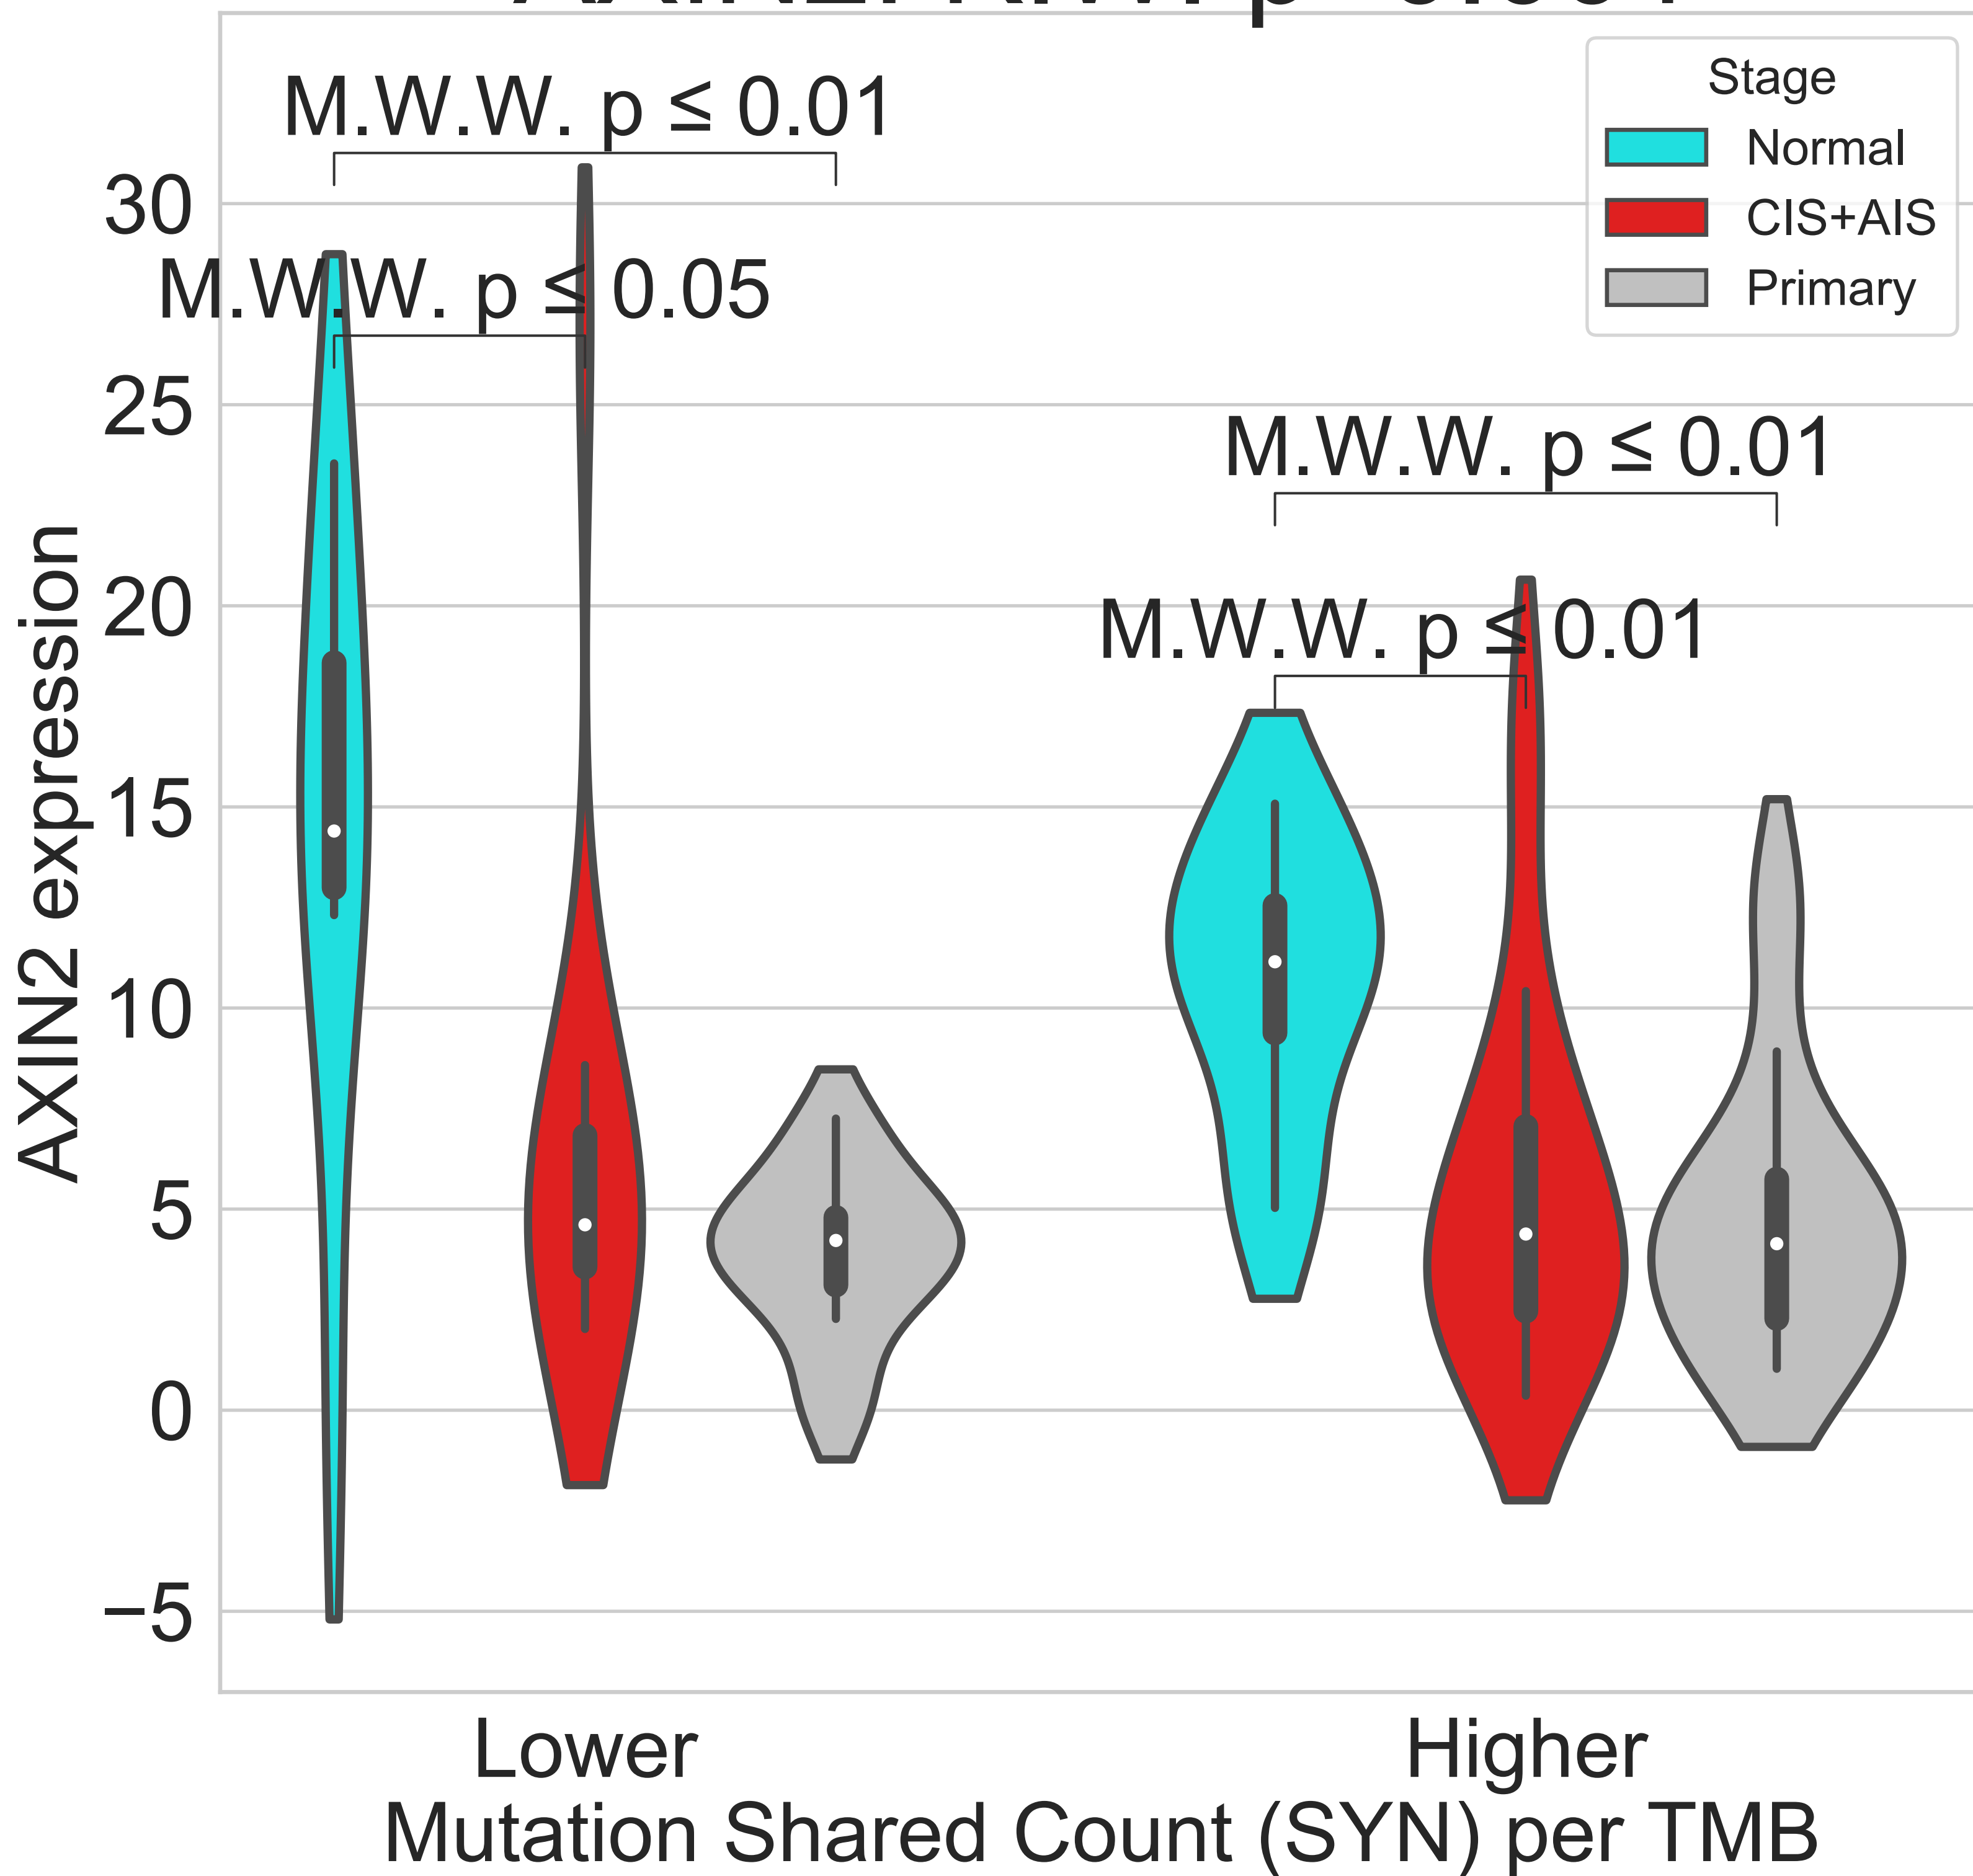 M.W.W. p ≤ 0.01
M.W.W. p ≤ 0.05
M.W.W. p ≤ 0.01
M.W.W. p ≤ 0.01
Stage
Normal
CIS+AIS
Primary
AXIN2 expression
30
25
20
15
10
5
0
−5
Lower
Higher
Mutation Shared Count (SYN) per TMB